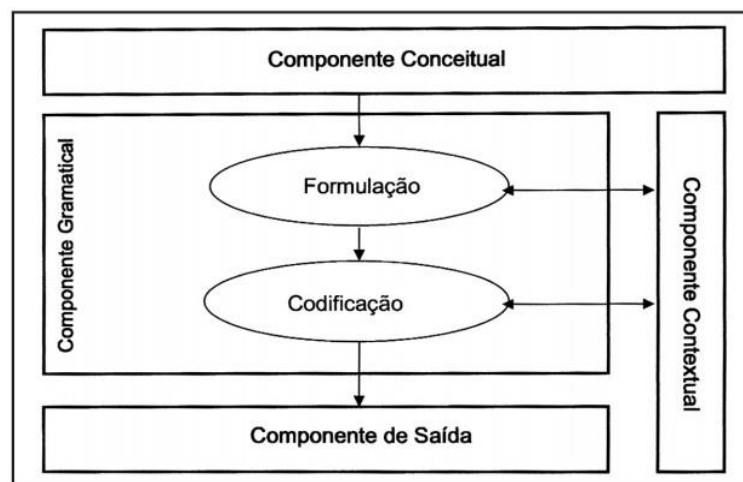 Componente Conceitual
Componente Gramatical
Formulação
Codificação
Componente Contextual
Componente de Saída